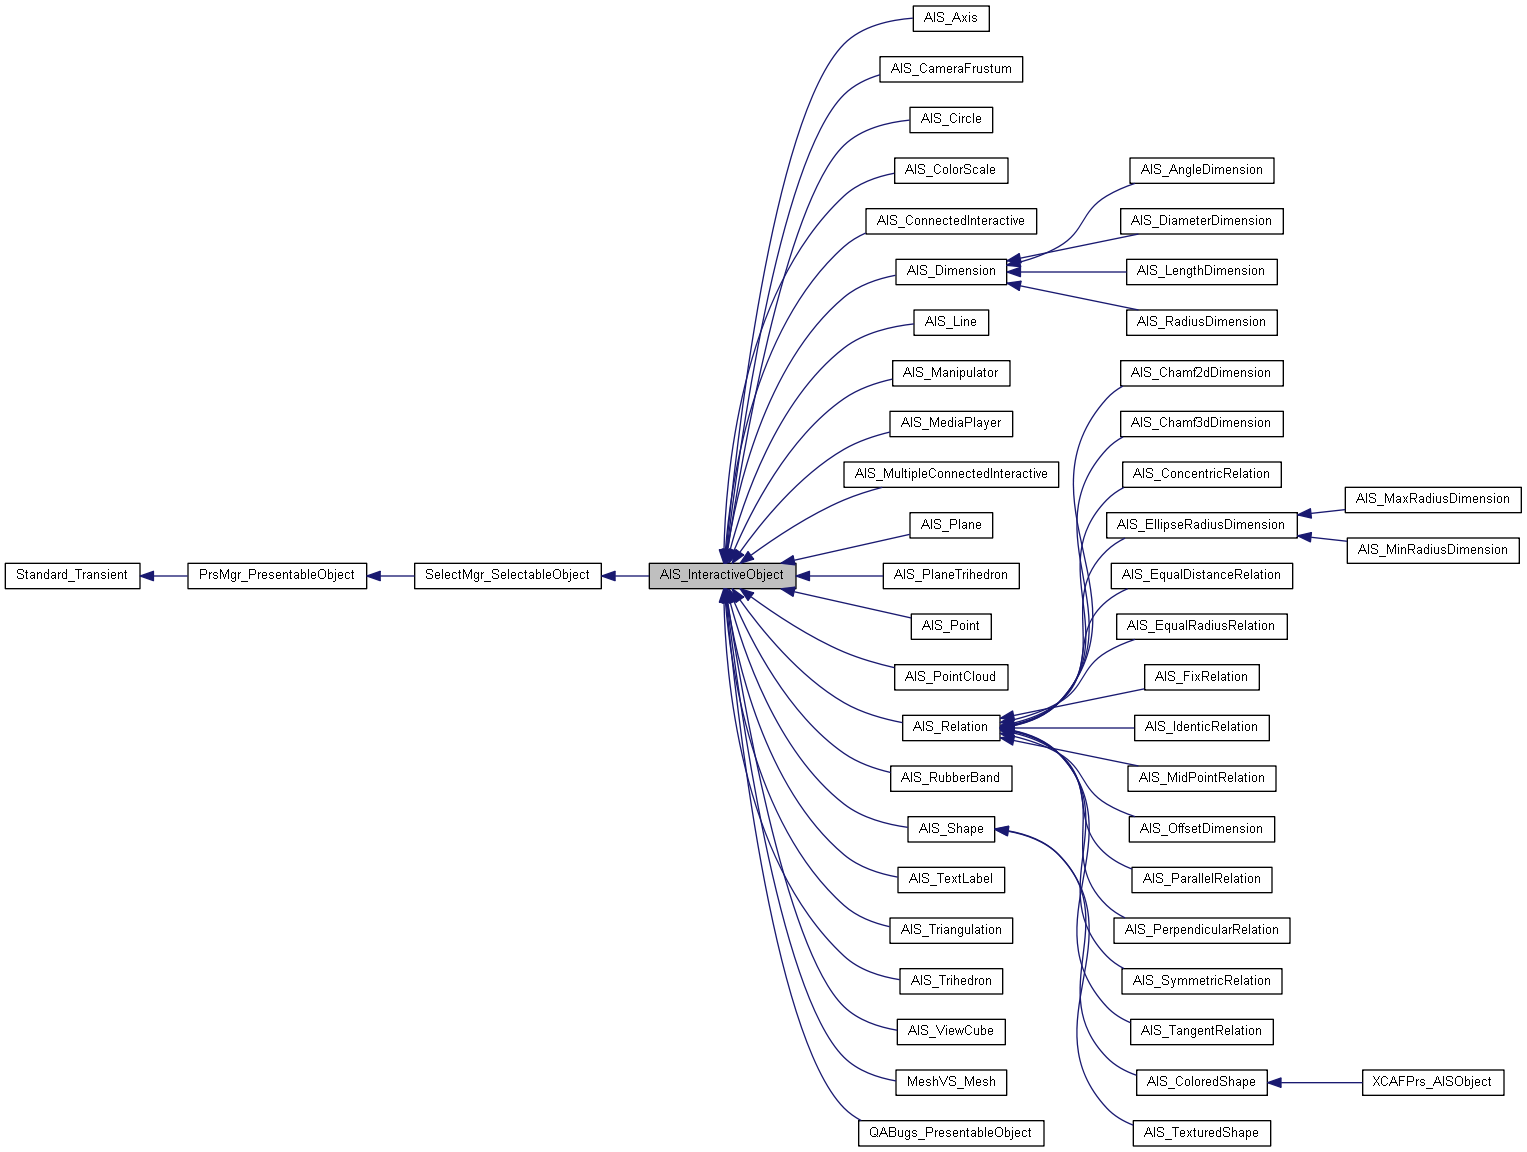 AIS_Axis
AIS_CameraFrustum
AIS_Circle
AIS_ColorScale
AIS_AngleDimension
AIS_ConnectedInteractive
AIS_DiameterDimension
AIS_Dimension
AIS_LengthDimension
AIS_Line
AIS_RadiusDimension
AIS_Manipulator
AIS_Chamf2dDimension
AIS_MediaPlayer
AIS_Chamf3dDimension
AIS_MultipleConnectedInteractive
AIS_ConcentricRelation
AIS_MaxRadiusDimension
AIS_Plane
AIS_EllipseRadiusDimension
AIS_MinRadiusDimension
Standard_Transient
PrsMgr_PresentableObject
SelectMgr_SelectableObject
AIS_InteractiveObject
AIS_PlaneTrihedron
AIS_EqualDistanceRelation
AIS_Point
AIS_EqualRadiusRelation
AIS_PointCloud
AIS_FixRelation
AIS_Relation
AIS_IdenticRelation
AIS_RubberBand
AIS_MidPointRelation
AIS_Shape
AIS_OffsetDimension
AIS_TextLabel
AIS_ParallelRelation
AIS_Triangulation
AIS_PerpendicularRelation
AIS_Trihedron
AIS_SymmetricRelation
AIS_ViewCube
AIS_TangentRelation
MeshVS_Mesh
AIS_ColoredShape
XCAFPrs_AISObject
QABugs_PresentableObject
AIS_TexturedShape